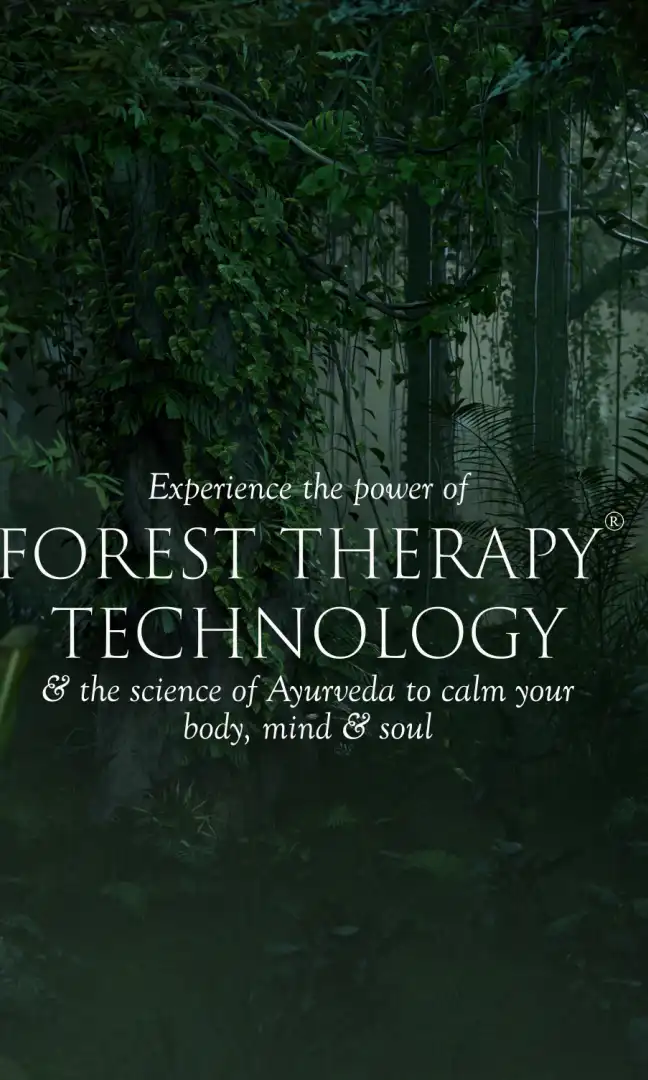 Experience the power of
FOREST THERAPY®
TECHNOLOGY
& the science of Ayurveda to calm your
body, mind & soul